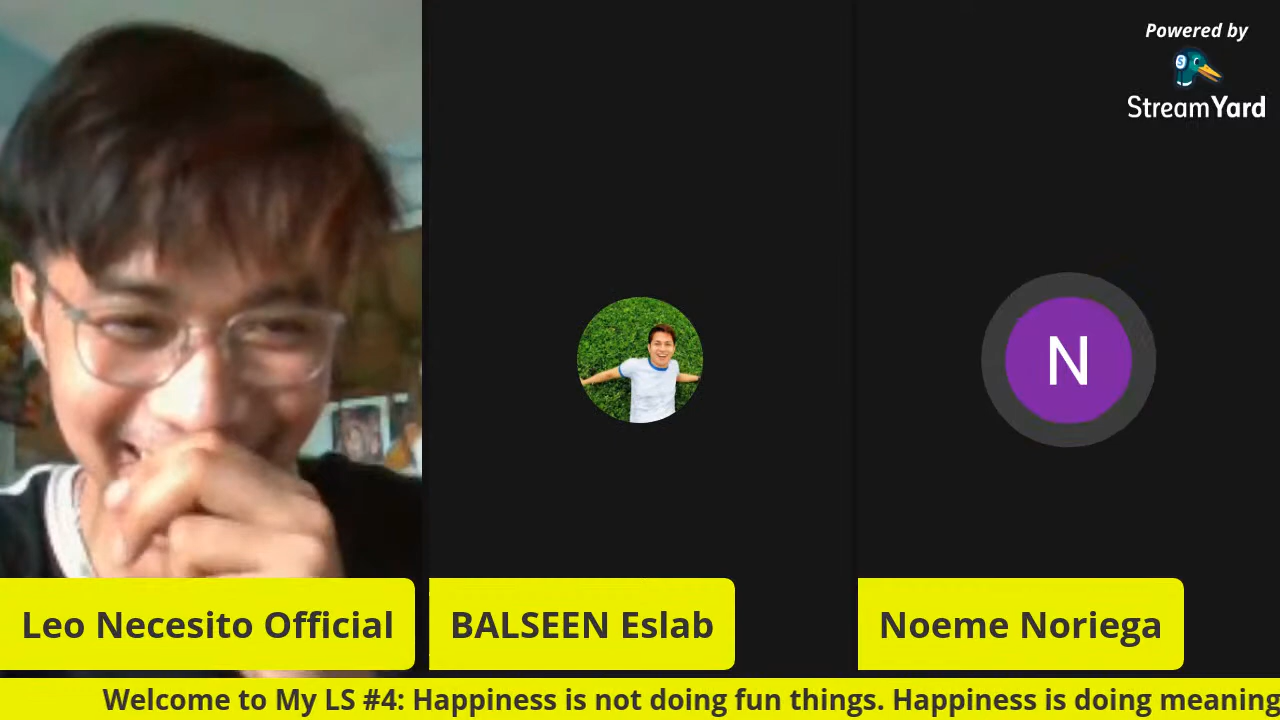 Powered by
StreamYard
N
Leo Necesito Official
BALSEEN Eslab
Noeme Noriega
Welcome to My LS #4: Happiness is not doing fun things. Happiness is doing meaning